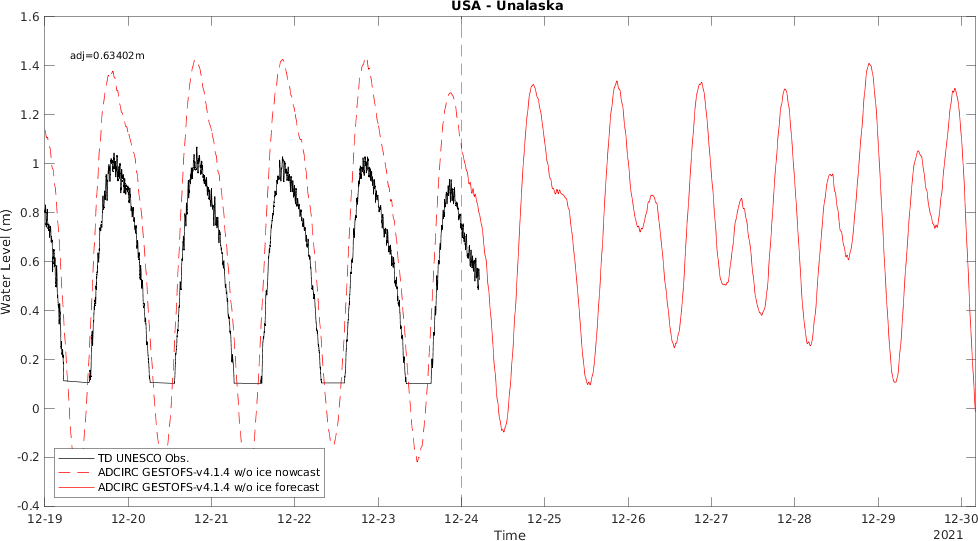 USA - Unalaska
1.6
adj=0.63402m
1.4
1.2
1
0.8
0.6
0.4
0.2
0
-0.2
-0.4
Water Level (m)
TD UNESCO Obs.
ADCIRC GESTOFS-v4.1.4 w/o ice nowcast
ADCIRC GESTOFS-v4.1.4 w/o ice forecast
12-19 12-20 12-21 12-22 12-23 12-24 12-25 12-26 12-27 12-28 12-29 12-30
Time
2021